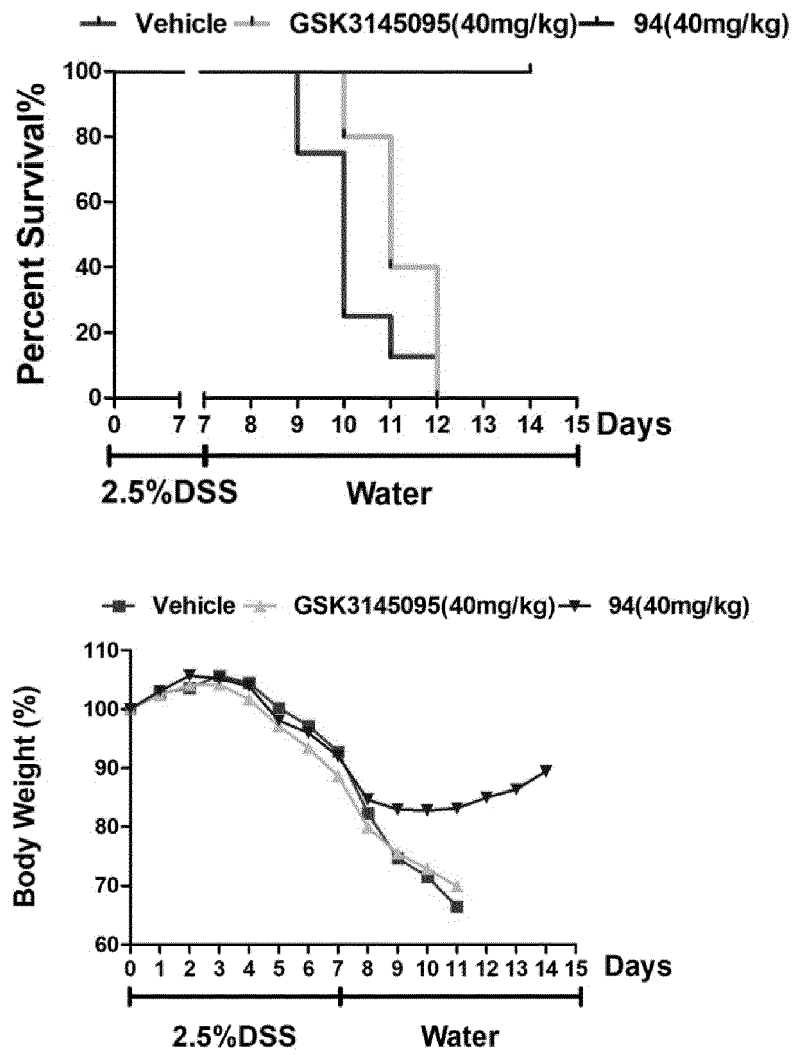 Vehicle GSK3145095(40mg/kg) 94(40mg/kg)
Percent Survival%
100
80
60
40
20
0
0 7 7 8 9 10 11 12 13 14 15 Days
2.5%DSS Water
Vehicle GSK3145095(40mg/kg) 94(40mg/kg)
Body Weight (%)
110
100
90
80
70
60
0 1 2 3 4 5 6 7 8 9 10 11 12 13 14 15 Days
2.5%DSS Water